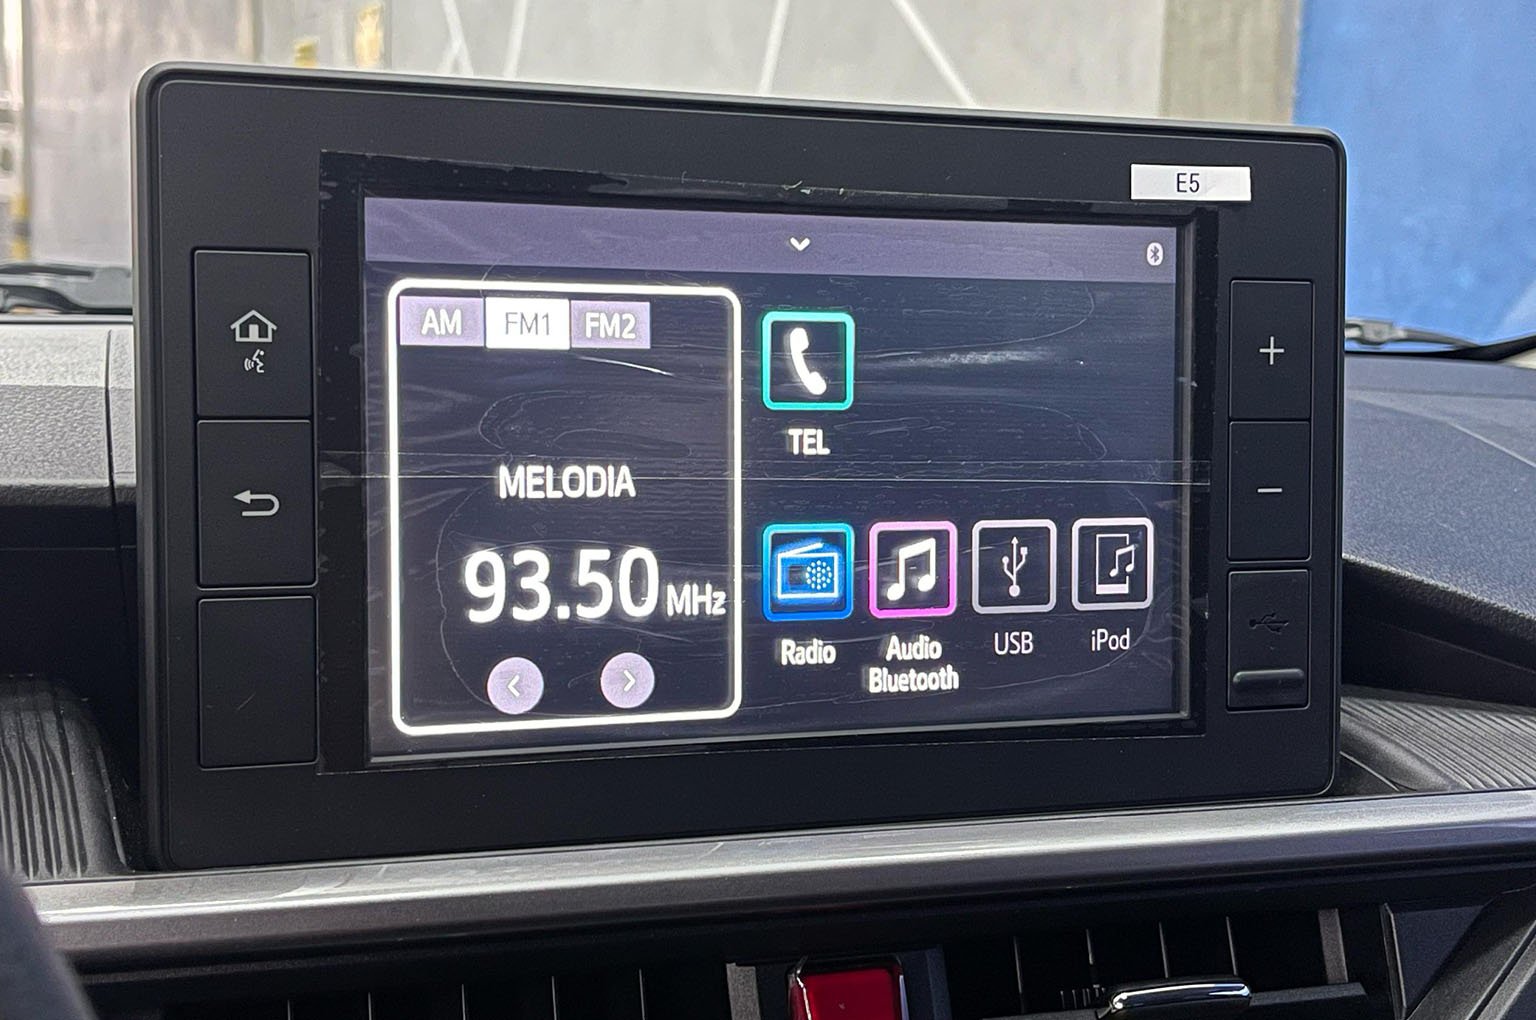 E5
AM FM1 FM2
MELODIA
93.50 MHz
TEL
Radio
Audio
Bluetooth
USB
iPod